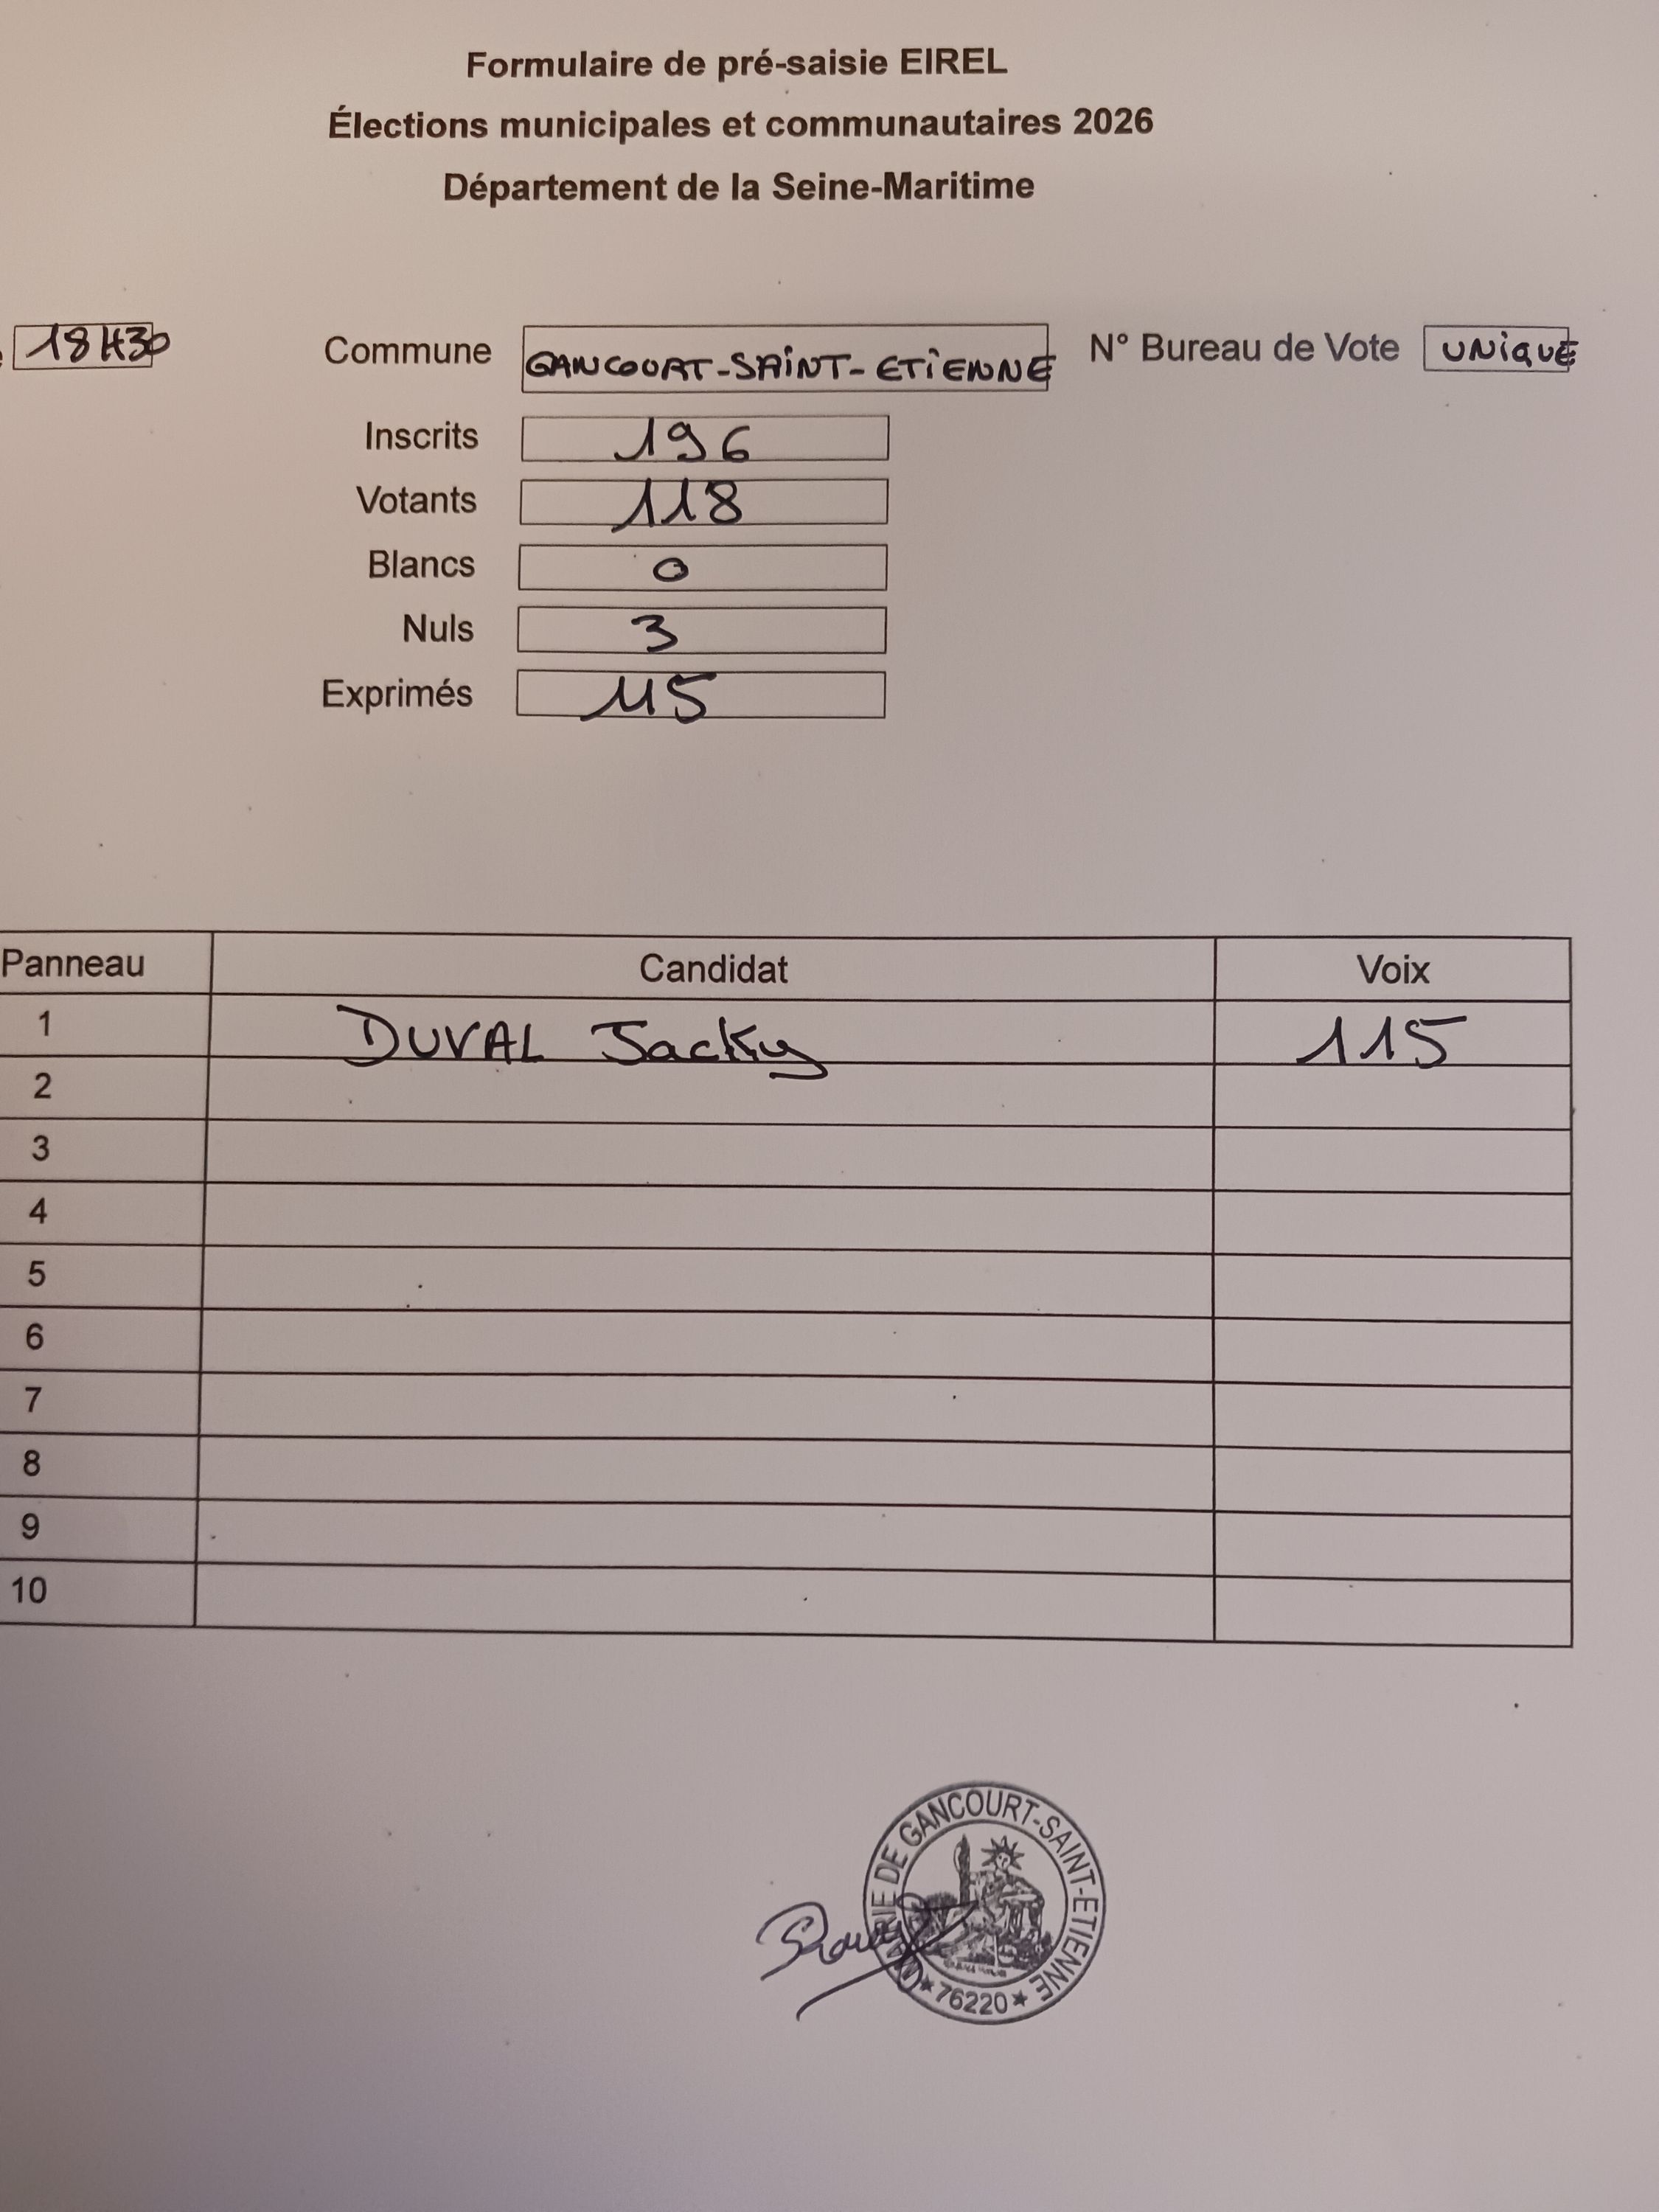 Formulaire de pré-saisie EIREL
Élections municipales et communautaires 2026
Département de la Seine-Maritime
18H30 Commune GANCOURT-SAINT-ETIENNE N° Bureau de Vote UNIQUE
Inscrits 196
Votants 118
Blancs 0
Nuls 3
Exprimés 115
Panneau Candidat Voix
1 DUVAL Jacky 115
2
3
4
5
6
7
8
9
10
MAIRIE DE GANCOURT-SAINT-ETIENNE
★ 76220 ★